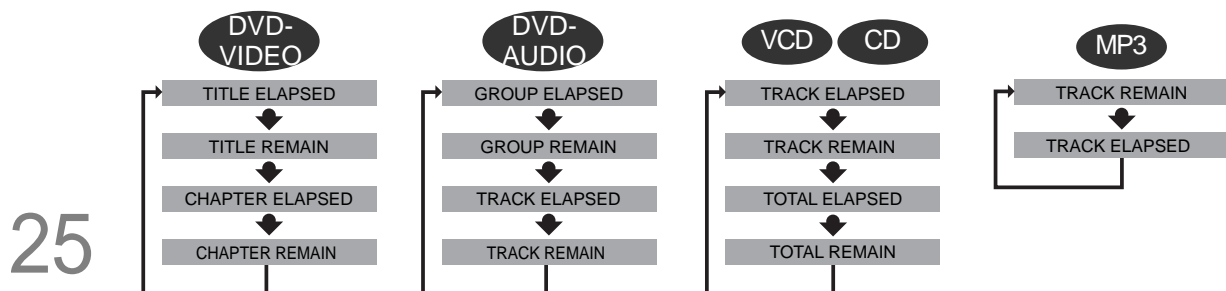 DVD-
VIDEO
TITLE ELAPSED
TITLE REMAIN
CHAPTER ELAPSED
CHAPTER REMAIN
DVD-
AUDIO
GROUP ELAPSED
GROUP REMAIN
TRACK ELAPSED
TRACK REMAIN
VCD
CD
TRACK ELAPSED
TRACK REMAIN
TOTAL ELAPSED
TOTAL REMAIN
MP3
TRACK REMAIN
TRACK ELAPSED
25